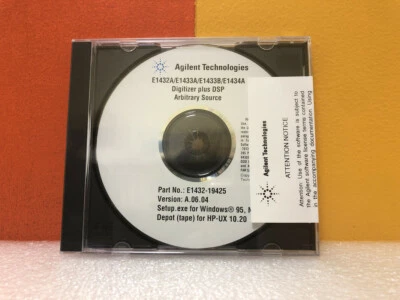 Agilent Technologies
E1432A/E1433A/E1433B/E1434A
Digitizer plus DSP
Arbitrary Source
Part No.: E1432-19425
Version: A.06.04
Setup.exe for Windows® 95,
Depot (tape) for HP-UX 10.20
Agilent Technologies
ATTENTION NOTICE
Attention: Use of the software is subject to
the Agilent software license terms contained
in the accompanying documentation. Using